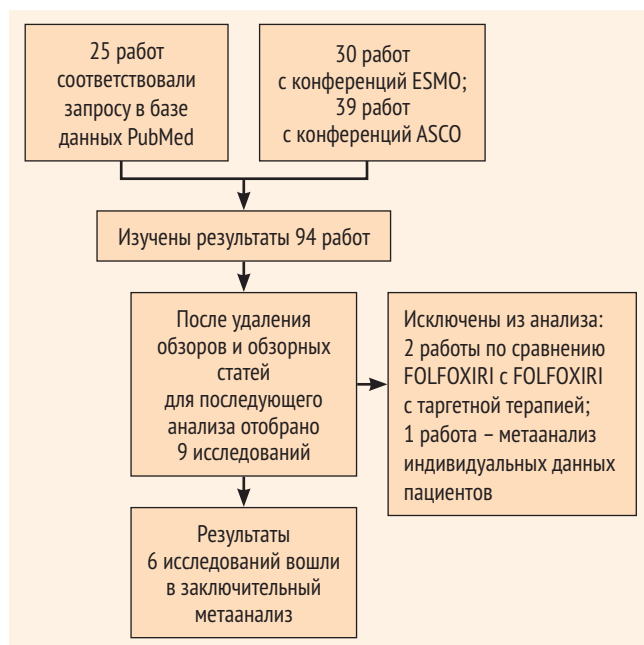 25 работ
соответствовали
запросу в базе
данных PubMed
30 работ
с конференций ESMO;
39 работ
с конференций ASCO
Изучены результаты 94 работ
После удаления
обзоров и обзорных
статей
для последующего
анализа отобрано
9 исследований
Исключены из анализа:
2 работы по сравнению
FOLFOXIRI с FOLFOXIRI
с таргетной терапией;
1 работа – метаанализ
индивидуальных данных
пациентов
Результаты
6 исследований вошли
в заключительный
метаанализ